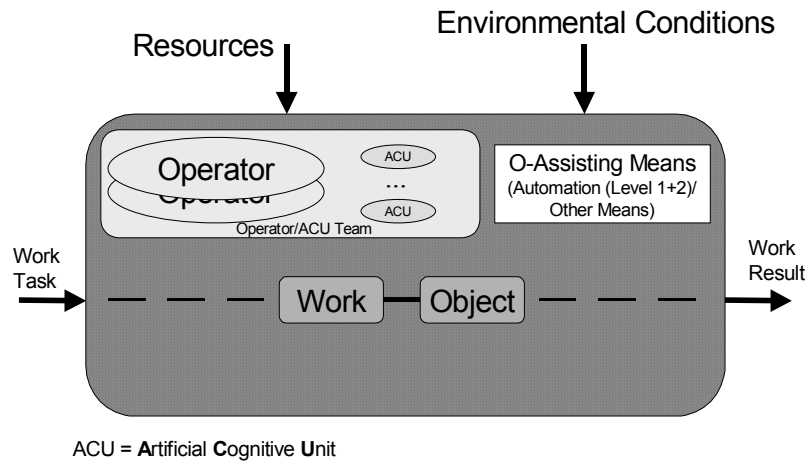 Resources
Environmental Conditions
Operator
Operator
ACU
...
ACU
Operator/ACU Team
O-Assisting Means
(Automation (Level 1+2)/
Other Means)
Work
Task
Work
Object
Work
Result
ACU = Artificial Cognitive Unit